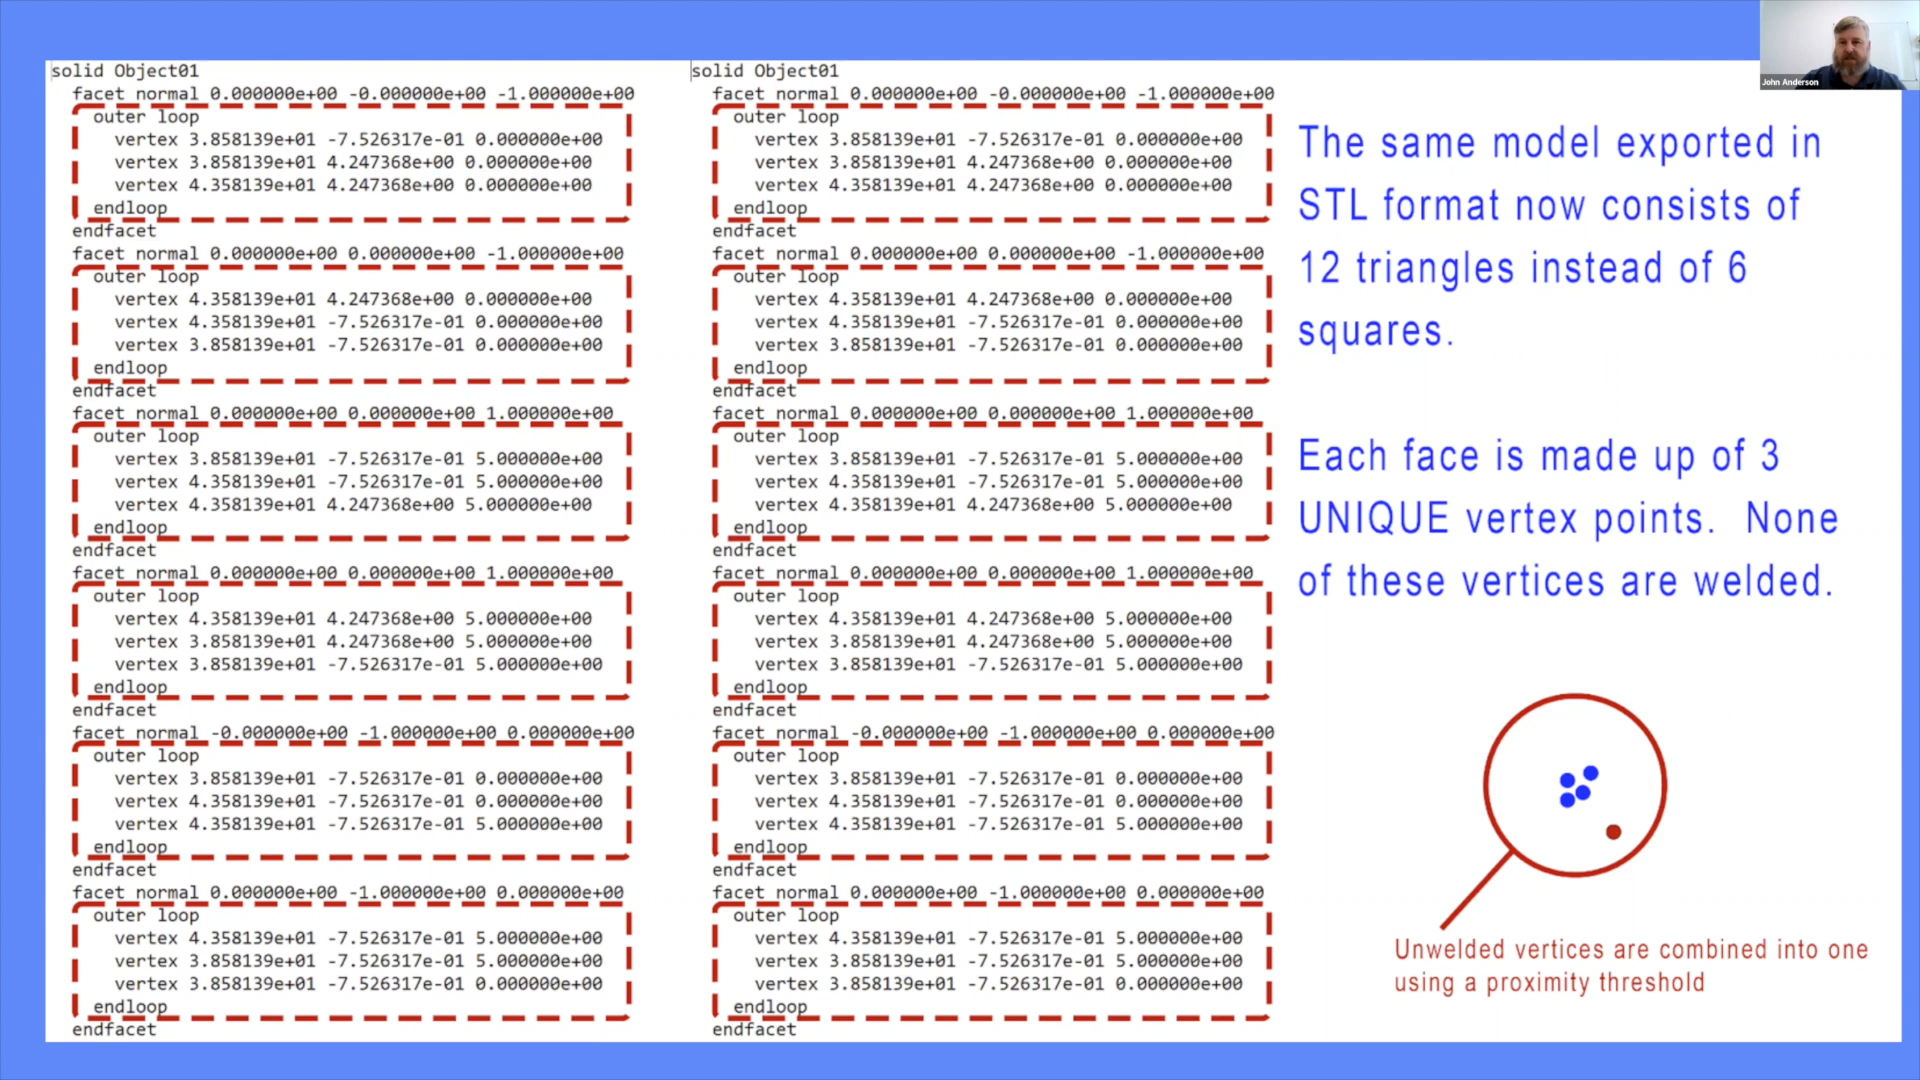 solid Object01
facet normal 0.000000e+00 -0.000000e+00 -1.000000e+00
outer loop
vertex 3.858139e+01 -7.526317e-01 0.000000e+00
vertex 3.858139e+01 4.247368e+00 0.000000e+00
vertex 4.358139e+01 4.247368e+00 0.000000e+00
endloop
endfacet
facet normal 0.000000e+00 0.000000e+00 -1.000000e+00
outer loop
vertex 4.358139e+01 4.247368e+00 0.000000e+00
vertex 4.358139e+01 -7.526317e-01 0.000000e+00
vertex 3.858139e+01 -7.526317e-01 0.000000e+00
endloop
endfacet
facet normal 0.000000e+00 0.000000e+00 1.000000e+00
outer loop
vertex 3.858139e+01 -7.526317e-01 5.000000e+00
vertex 4.358139e+01 -7.526317e-01 5.000000e+00
vertex 4.358139e+01 4.247368e+00 5.000000e+00
endloop
endfacet
facet normal 0.000000e+00 0.000000e+00 1.000000e+00
outer loop
vertex 4.358139e+01 4.247368e+00 5.000000e+00
vertex 3.858139e+01 4.247368e+00 5.000000e+00
vertex 3.858139e+01 -7.526317e-01 5.000000e+00
endloop
endfacet
facet normal -0.000000e+00 -1.000000e+00 0.000000e+00
outer loop
vertex 3.858139e+01 -7.526317e-01 0.000000e+00
vertex 4.358139e+01 -7.526317e-01 0.000000e+00
vertex 4.358139e+01 -7.526317e-01 5.000000e+00
endloop
endfacet
facet normal 0.000000e+00 -1.000000e+00 0.000000e+00
outer loop
vertex 4.358139e+01 -7.526317e-01 5.000000e+00
vertex 3.858139e+01 -7.526317e-01 5.000000e+00
vertex 3.858139e+01 -7.526317e-01 0.000000e+00
endloop
endfacet
solid Object01
facet normal 0.000000e+00 -0.000000e+00 -1.000000e+00
outer loop
vertex 3.858139e+01 -7.526317e-01 0.000000e+00
vertex 3.858139e+01 4.247368e+00 0.000000e+00
vertex 4.358139e+01 4.247368e+00 0.000000e+00
endloop
endfacet
facet normal 0.000000e+00 0.000000e+00 -1.000000e+00
outer loop
vertex 4.358139e+01 4.247368e+00 0.000000e+00
vertex 4.358139e+01 -7.526317e-01 0.000000e+00
vertex 3.858139e+01 -7.526317e-01 0.000000e+00
endloop
endfacet
facet normal 0.000000e+00 0.000000e+00 1.000000e+00
outer loop
vertex 3.858139e+01 -7.526317e-01 5.000000e+00
vertex 4.358139e+01 -7.526317e-01 5.000000e+00
vertex 4.358139e+01 4.247368e+00 5.000000e+00
endloop
endfacet
facet normal 0.000000e+00 0.000000e+00 1.000000e+00
outer loop
vertex 4.358139e+01 4.247368e+00 5.000000e+00
vertex 3.858139e+01 4.247368e+00 5.000000e+00
vertex 3.858139e+01 -7.526317e-01 5.000000e+00
endloop
endfacet
facet normal -0.000000e+00 -1.000000e+00 0.000000e+00
outer loop
vertex 3.858139e+01 -7.526317e-01 0.000000e+00
vertex 4.358139e+01 -7.526317e-01 0.000000e+00
vertex 4.358139e+01 -7.526317e-01 5.000000e+00
endloop
endfacet
facet normal 0.000000e+00 -1.000000e+00 0.000000e+00
outer loop
vertex 4.358139e+01 -7.526317e-01 5.000000e+00
vertex 3.858139e+01 -7.526317e-01 5.000000e+00
vertex 3.858139e+01 -7.526317e-01 0.000000e+00
endloop
endfacet
John Anderson
The same model exported in
STL format now consists of
12 triangles instead of 6
squares.
Each face is made up of 3
UNIQUE vertex points. None
of these vertices are welded.
Unwelded vertices are combined into one
using a proximity threshold